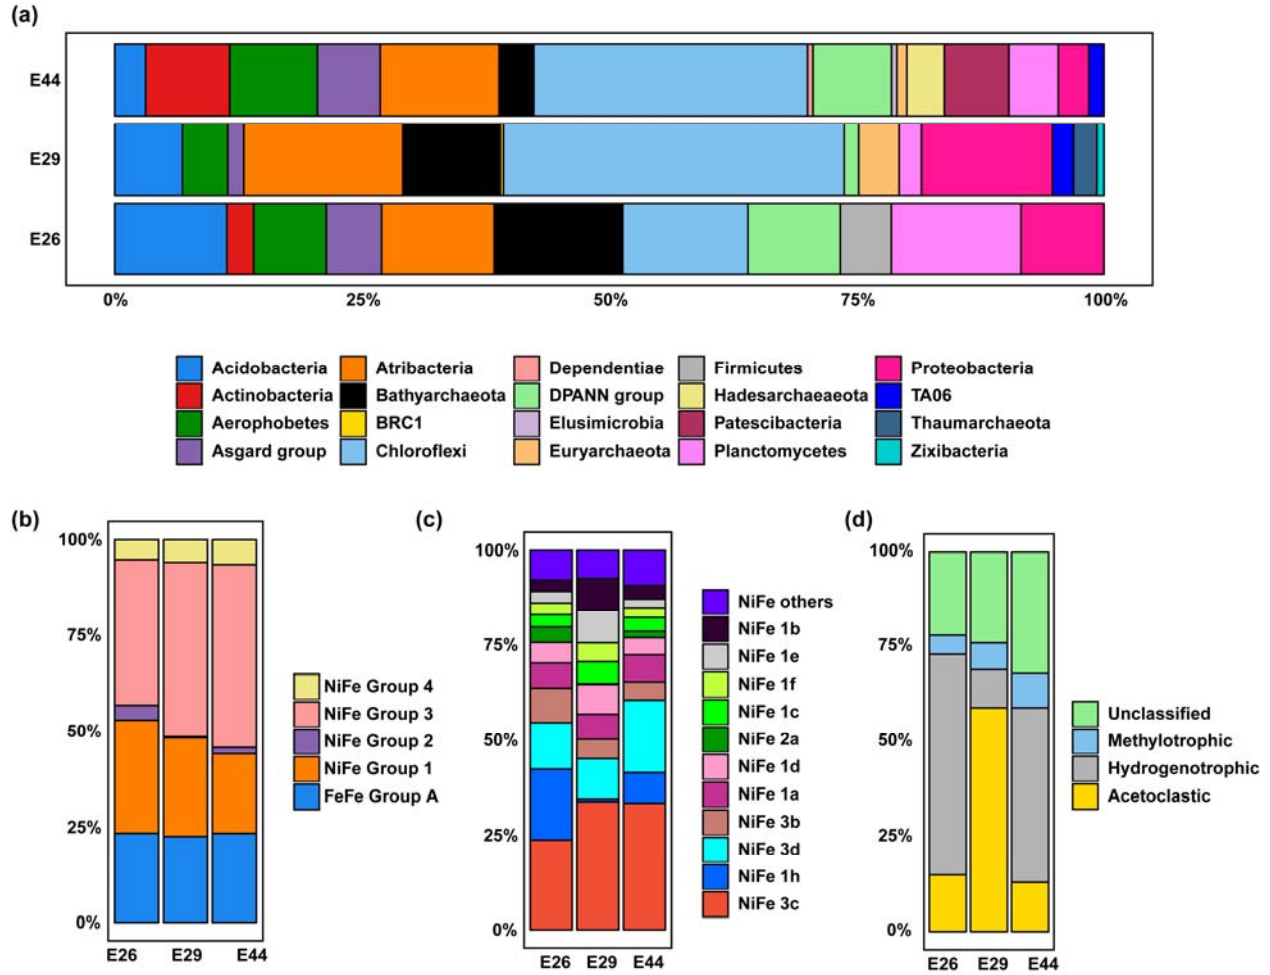 (a)
E44
E29
E26
0% 25% 50% 75% 100%
Acidobacteria Atribacteria Dependentiae Firmicutes Proteobacteria
Actinobacteria Bathyarchaeota DPANN group Hadesarchaeaeota TA06
Aerophobetes BRC1 Elusimicrobia Patescibacteria Thaumarchaeota
Asgard group Chloroflexi Euryarchaeota Planctomycetes Zixibacteria
(b)
100%
75%
50%
25%
0%
E26 E29 E44
NiFe Group 4
NiFe Group 3
NiFe Group 2
NiFe Group 1
FeFe Group A
(c)
100%
75%
50%
25%
0%
E26 E29 E44
NiFe others
NiFe 1b
NiFe 1e
NiFe 1f
NiFe 1c
NiFe 2a
NiFe 1d
NiFe 1a
NiFe 3b
NiFe 3d
NiFe 1h
NiFe 3c
(d)
100%
75%
50%
25%
0%
E26 E29 E44
Unclassified
Methylotrophic
Hydrogenotrophic
Acetoclastic